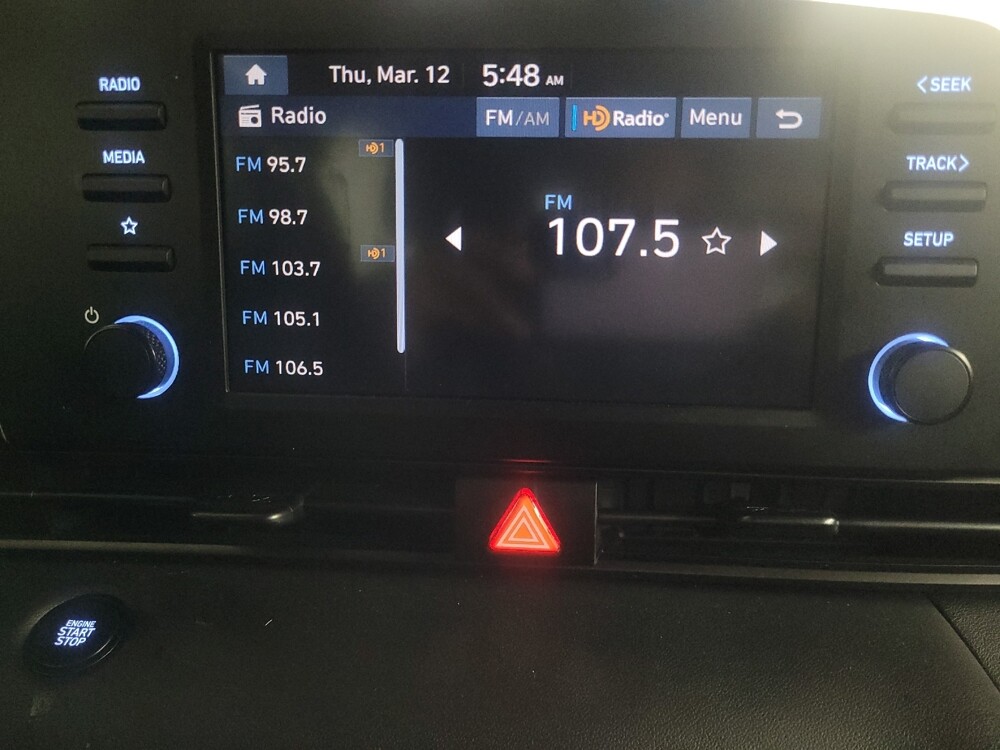 RADIO
MEDIA
Thu, Mar. 12 5:48 AM
Radio FM/AM HD Radio Menu
HD1
FM 95.7
FM 98.7
HD1
FM 103.7
FM 105.1
FM 106.5
FM
107.5
<SEEK
TRACK>
SETUP
ENGINE
START
STOP